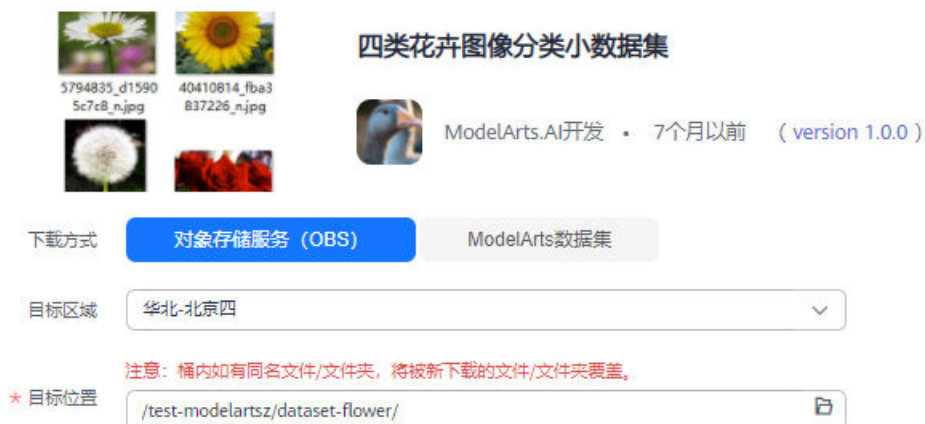 四类花卉图像分类小数据集
5794835_d1590
5c7c8_n.jpg
40410814_fba3
837226_n.jpg
ModelArts.AI开发 • 7个月以前 ( version 1.0.0 )
下载方式 对象存储服务（OBS） ModelArts数据集
目标区域 华北-北京四
注意：桶内如有同名文件/文件夹，将被新下载的文件/文件夹覆盖。
* 目标位置 /test-modelartsz/dataset-flower/